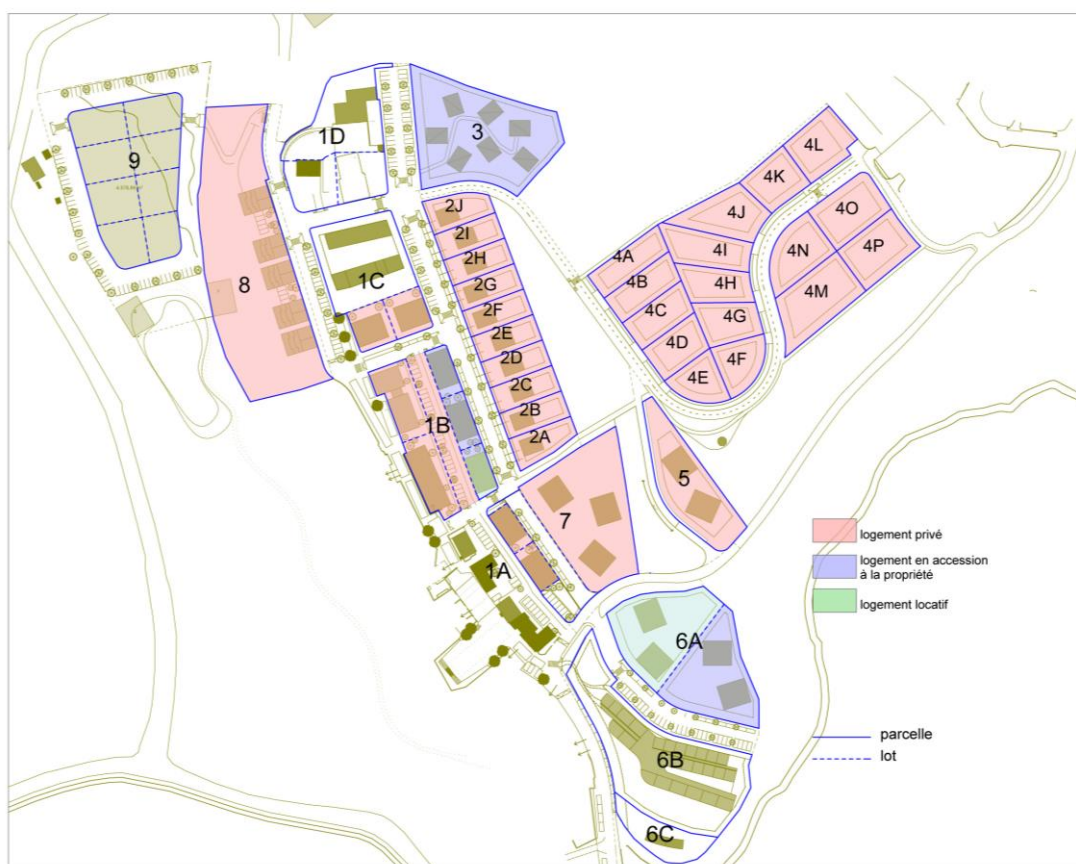 1D
3
9
8
1C
2J
2I
2H
2G
2F
2E
2D
2C
2B
2A
4L
4K
4J
4O
4P
4N
4M
4I
4A
4B
4H
4C
4G
4D
4F
4E
1B
5
7
1A
6A
6B
6C
logement privé
logement en accession
à la propriété
logement locatif
parcelle
lot